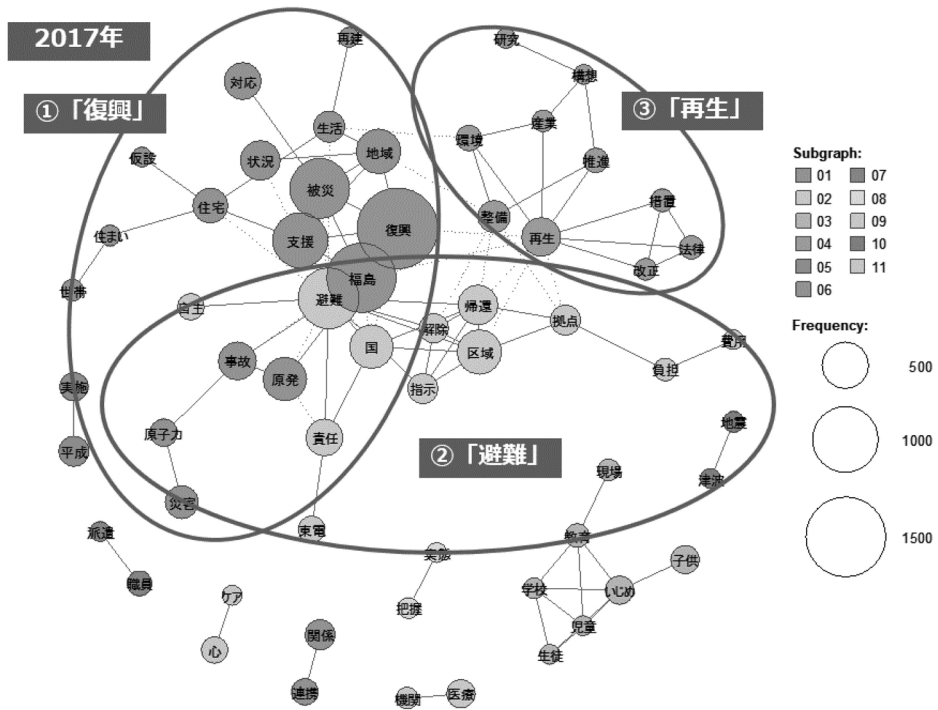 2017年
①「復興」
③「再生」
②「避難」
再建
対応
生活
状況
地域
仮設
被災
住宅
復興
支援
住まい
福島
世帯
避難
国
事故
原発
実施
平成
原子力
責任
災害
東電
研究
構想
産業
環境
推進
整備
再生
措置
法律
改正
帰還
解除
拠点
区域
指示
負担
地震
津波
現場
教育
子供
学校
いじめ
児童
生徒
把握
派遣
職員
ケア
心
関係
連携
機関
医療
Subgraph:
01 07
02 08
03 09
04 10
05 11
06
Frequency:
500
1000
1500